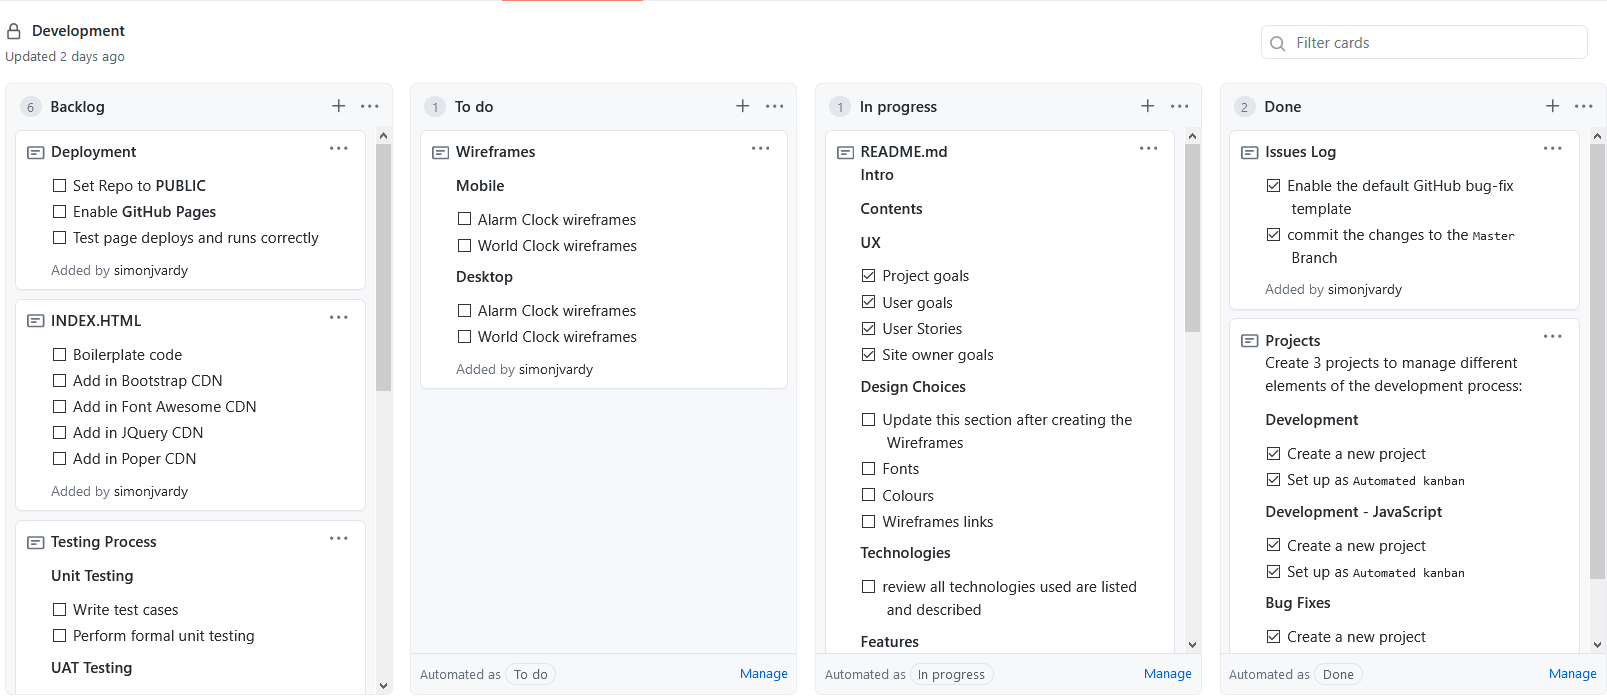 Development
Updated 2 days ago
Filter cards
6 Backlog
Deployment
Set Repo to PUBLIC
Enable GitHub Pages
Test page deploys and runs correctly
Added by simonjvardy
INDEX.HTML
Boilerplate code
Add in Bootstrap CDN
Add in Font Awesome CDN
Add in JQuery CDN
Add in Poper CDN
Added by simonjvardy
Testing Process
Unit Testing
Write test cases
Perform formal unit testing
UAT Testing
1 To do
Wireframes
Mobile
Alarm Clock wireframes
World Clock wireframes
Desktop
Alarm Clock wireframes
World Clock wireframes
Added by simonjvardy
Automated as To do
Manage
1 In progress
README.md
Intro
Contents
UX
Project goals
User goals
User Stories
Site owner goals
Design Choices
Update this section after creating the
Wireframes
Fonts
Colours
Wireframes links
Technologies
review all technologies used are listed
and described
Features
Automated as In progress
Manage
2 Done
Issues Log
Enable the default GitHub bug-fix
template
commit the changes to the Master
Branch
Added by simonjvardy
Projects
Create 3 projects to manage different
elements of the development process:
Development
Create a new project
Set up as Automated kanban
Development - JavaScript
Create a new project
Set up as Automated kanban
Bug Fixes
Create a new project
Automated as Done
Manage